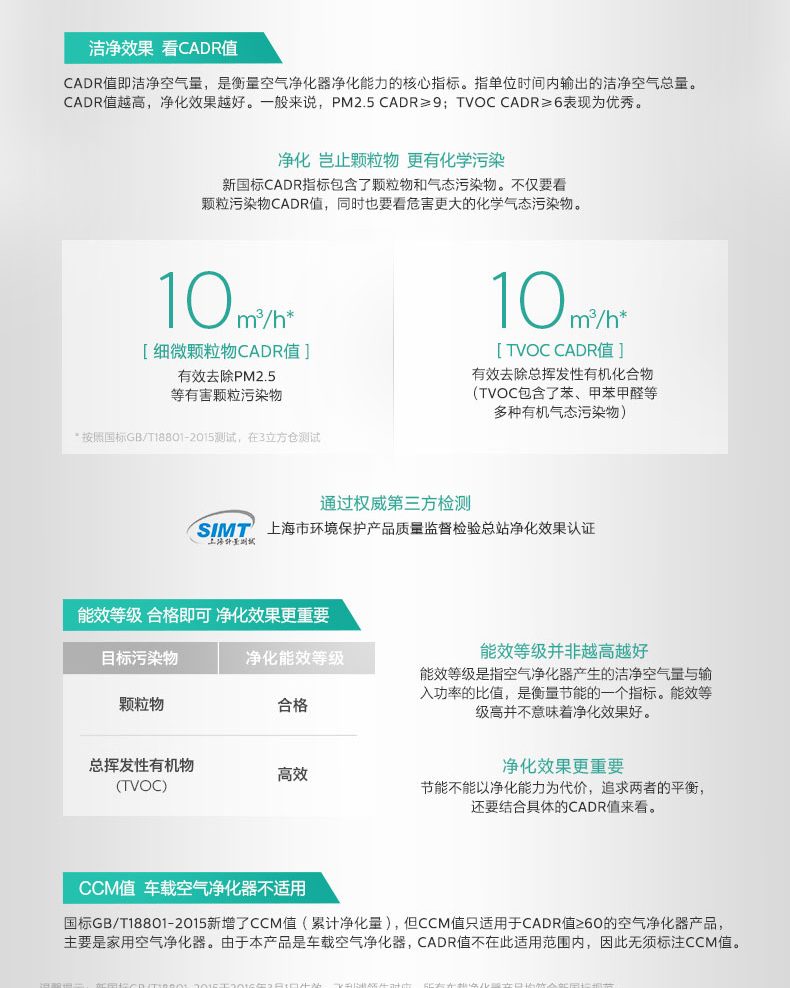 洁净效果 看CADR值
CADR值即洁净空气量，是衡量空气净化器净化能力的核心指标。指单位时间内输出的洁净空气总量。
CADR值越高，净化效果越好。一般来说，PM2.5 CADR≥9；TVOC CADR≥6表现为优秀。
净化 岂止颗粒物 更有化学污染
新国标CADR指标包含了颗粒物和气态污染物。不仅要看
颗粒污染物CADR值，同时也要看危害更大的化学气态污染物。
10 m³/h*
[ 细微颗粒物CADR值 ]
有效去除PM2.5
等有害颗粒污染物
* 按照国标GB/T18801-2015测试，在3立方仓测试
10 m³/h*
[ TVOC CADR值 ]
有效去除总挥发性有机化合物
（TVOC包含了苯、甲苯甲醛等
多种有机气态污染物）
通过权威第三方检测
SIMT
上海计量测试
上海市环境保护产品质量监督检验总站净化效果认证
能效等级 合格即可 净化效果更重要
目标污染物 净化能效等级
颗粒物 合格
总挥发性有机物
(TVOC)
高效
能效等级并非越高越好
能效等级是指空气净化器产生的洁净空气量与输
入功率的比值，是衡量节能的一个指标。能效等
级高并不意味着净化效果好。
净化效果更重要
节能不能以净化能力为代价，追求两者的平衡，
还要结合具体的CADR值来看。
CCM值 车载空气净化器不适用
国标GB/T18801-2015新增了CCM值（累计净化量），但CCM值只适用于CADR值≥60的空气净化器产品，
主要是家用空气净化器。由于本产品是车载空气净化器，CADR值不在此适用范围内，因此无须标注CCM值。